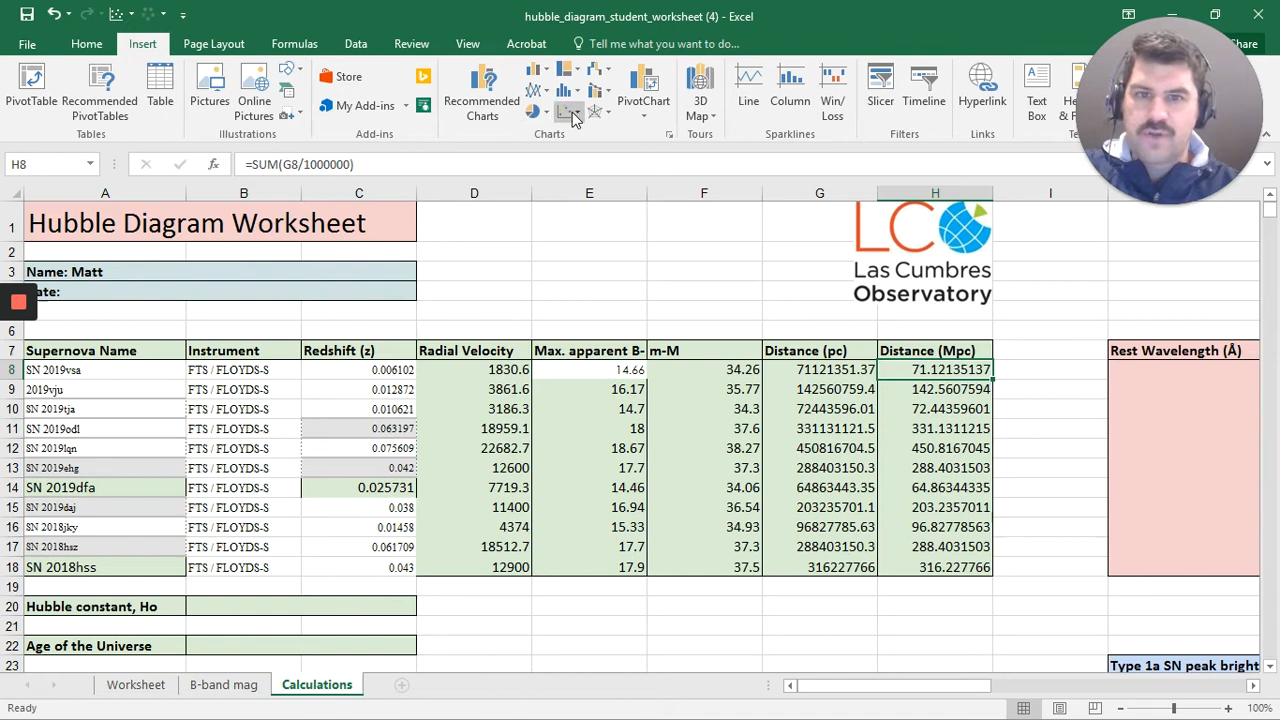 hubble_diagram_student_worksheet (4) - Excel
File Home Insert Page Layout Formulas Data Review View Acrobat Tell me what you want to do... Share
PivotTable Recommended PivotTables Table Pictures Online Pictures Store My Add-ins Recommended Charts PivotChart 3D Map Line Column Win/Loss Slicer Timeline Hyperlink Text Box
Tables Illustrations Add-ins Charts Tours Sparklines Filters
H8 fx =SUM(G8/1000000)
A B C D E F G H I
1 Hubble Diagram Worksheet
LCO
Las Cumbres
Observatory
2
3 Name: Matt
ate:
6
7 Supernova Name Instrument Redshift (z) Radial Velocity Max. apparent B- m-M Distance (pc) Distance (Mpc) Rest Wavelength (Å)
8 SN 2019vsa FTS / FLOYDS-S 0.006102 1830.6 14.66 34.26 71121351.37 71.12135137
9 2019vju FTS / FLOYDS-S 0.012872 3861.6 16.17 35.77 142560759.4 142.5607594
10 SN 2019tja FTS / FLOYDS-S 0.010621 3186.3 14.7 34.3 72443596.01 72.44359601
11 SN 2019odl FTS / FLOYDS-S 0.063197 18959.1 18 37.6 331131121.5 331.1311215
12 SN 2019lqn FTS / FLOYDS-S 0.075609 22682.7 18.67 38.27 450816704.5 450.8167045
13 SN 2019ehg FTS / FLOYDS-S 0.042 12600 17.7 37.3 288403150.3 288.4031503
14 SN 2019dfa FTS / FLOYDS-S 0.025731 7719.3 14.46 34.06 64863443.35 64.86344335
15 SN 2019daj FTS / FLOYDS-S 0.038 11400 16.94 36.54 203235701.1 203.2357011
16 SN 2018jky FTS / FLOYDS-S 0.01458 4374 15.33 34.93 96827785.63 96.82778563
17 SN 2018hsz FTS / FLOYDS-S 0.061709 18512.7 17.7 37.3 288403150.3 288.4031503
18 SN 2018hss FTS / FLOYDS-S 0.043 12900 17.9 37.5 316227766 316.227766
19
20 Hubble constant, Ho
21
22 Age of the Universe
23 Type 1a SN peak bright
Worksheet B-band mag Calculations
Ready 100%